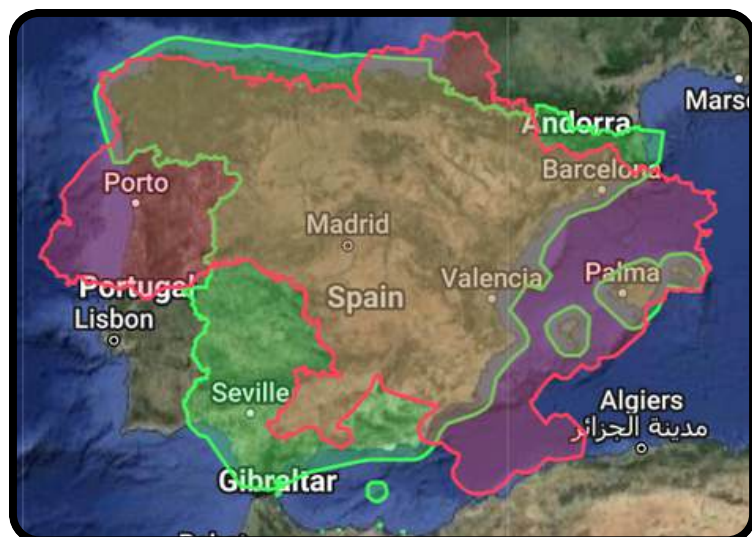 Marse
Andorra
Barcelona
Porto
Madrid
Valencia
Palma
Portugal
Spain
Lisbon
Seville
Algiers
مدينة الجزائر
Gibraltar